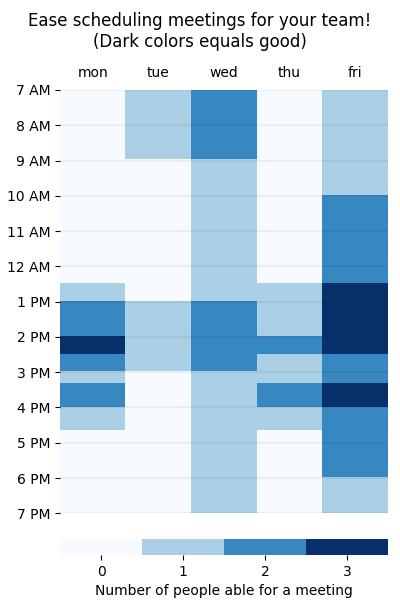 Ease scheduling meetings for your team!
(Dark colors equals good)
mon tue wed thu fri
7 AM
8 AM
9 AM
10 AM
11 AM
12 AM
1 PM
2 PM
3 PM
4 PM
5 PM
6 PM
7 PM
0 1 2 3
Number of people able for a meeting